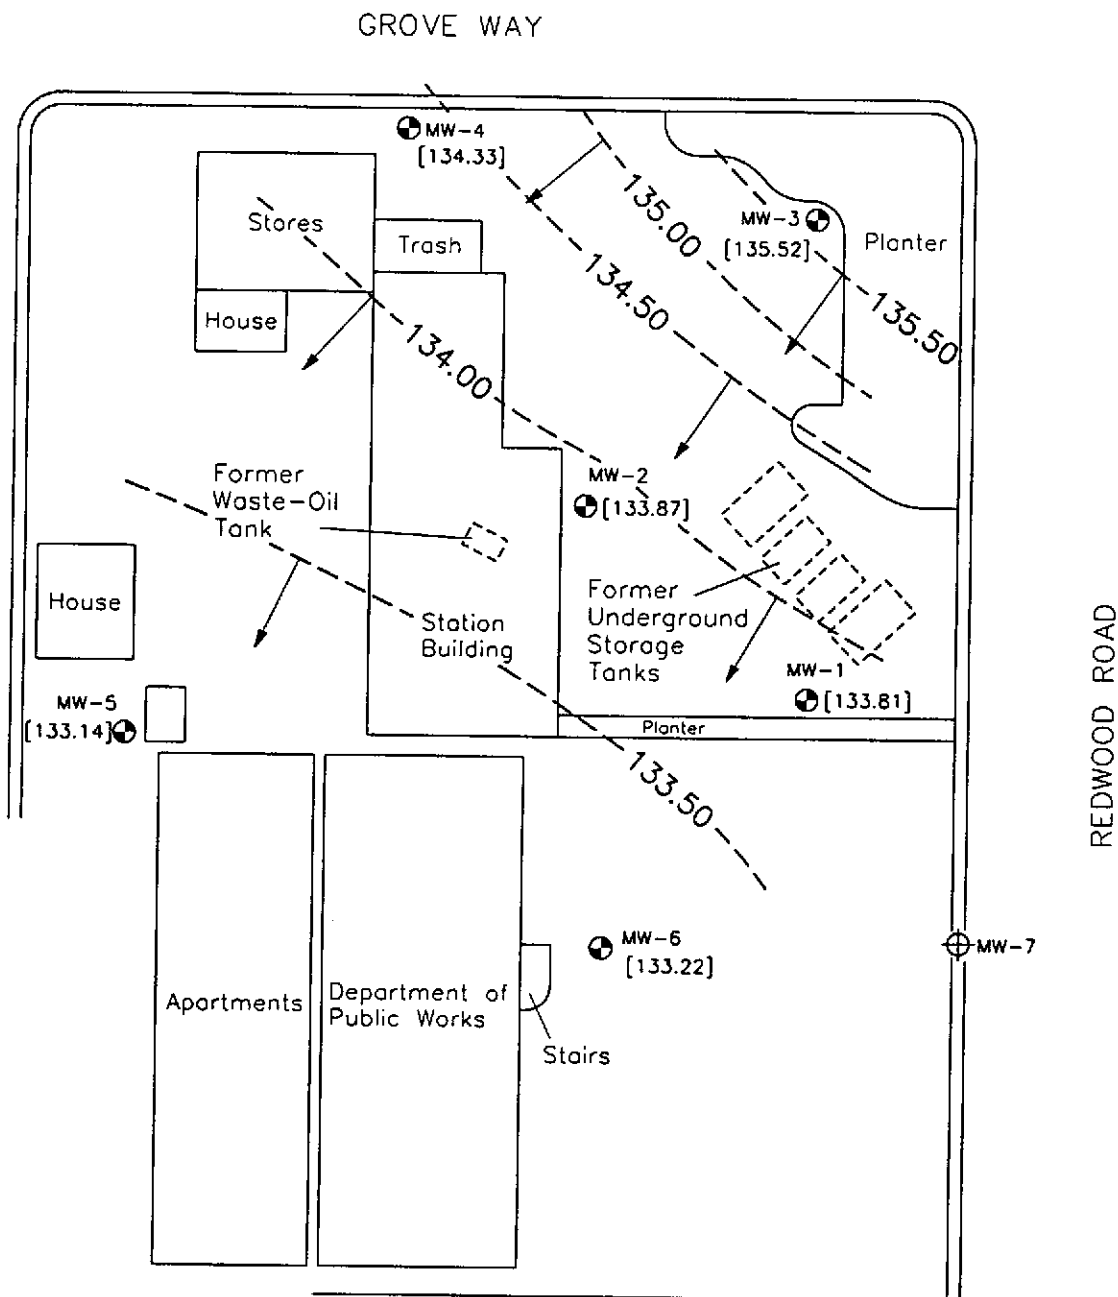 GROVE WAY
MW-4
[134.33]
Stores
Trash
House
135.00
MW-3
[135.52]
Planter
134.50
135.50
134.00
Former
Waste-Oil
Tank
MW-2
[133.87]
House
Station
Building
Former
Underground
Storage
Tanks
MW-1
[133.81]
MW-5
[133.14]
Planter
133.50
REDWOOD ROAD
MW-6
[133.22]
MW-7
Apartments
Department of
Public Works
Stairs